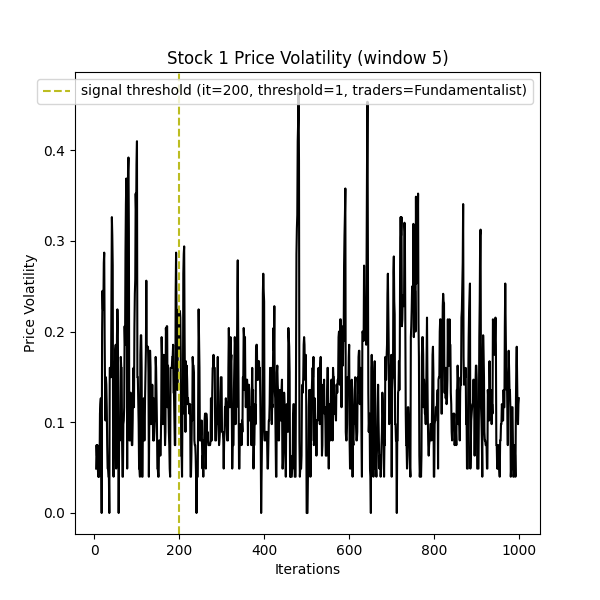 Stock 1 Price Volatility (window 5)
signal threshold (it=200, threshold=1, traders=Fundamentalist)
Price Volatility
0.4
0.3
0.2
0.1
0.0
0 200 400 600 800 1000
Iterations